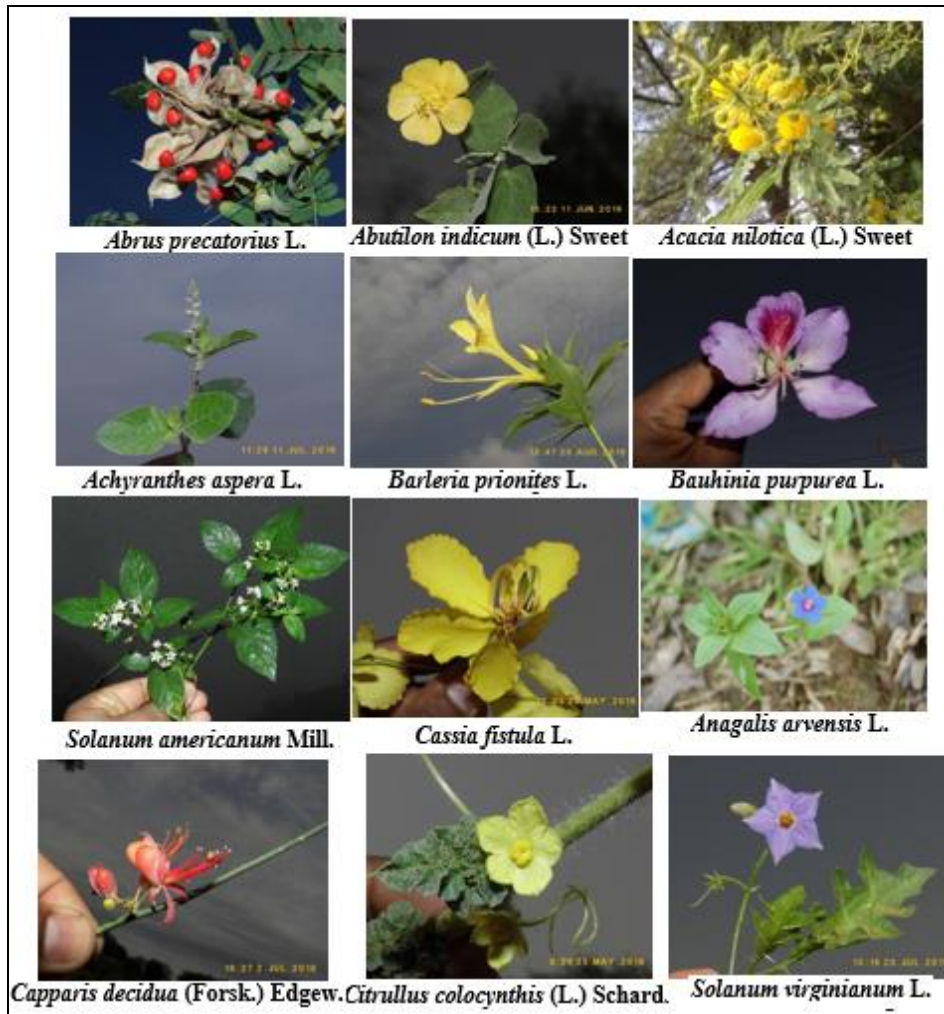 Abrus precatorius L.
Abutilon indicum (L.) Sweet
Acacia nilotica (L.) Sweet
Achyranthes aspera L.
Barleria prionites L.
Bauhinia purpurea L.
Solanum americanum Mill.
Cassia fistula L.
Anagalis arvensis L.
Capparis decidua (Forsk.) Edgew.
Citrullus colocynthis (L.) Schard.
Solanum virginianum L.